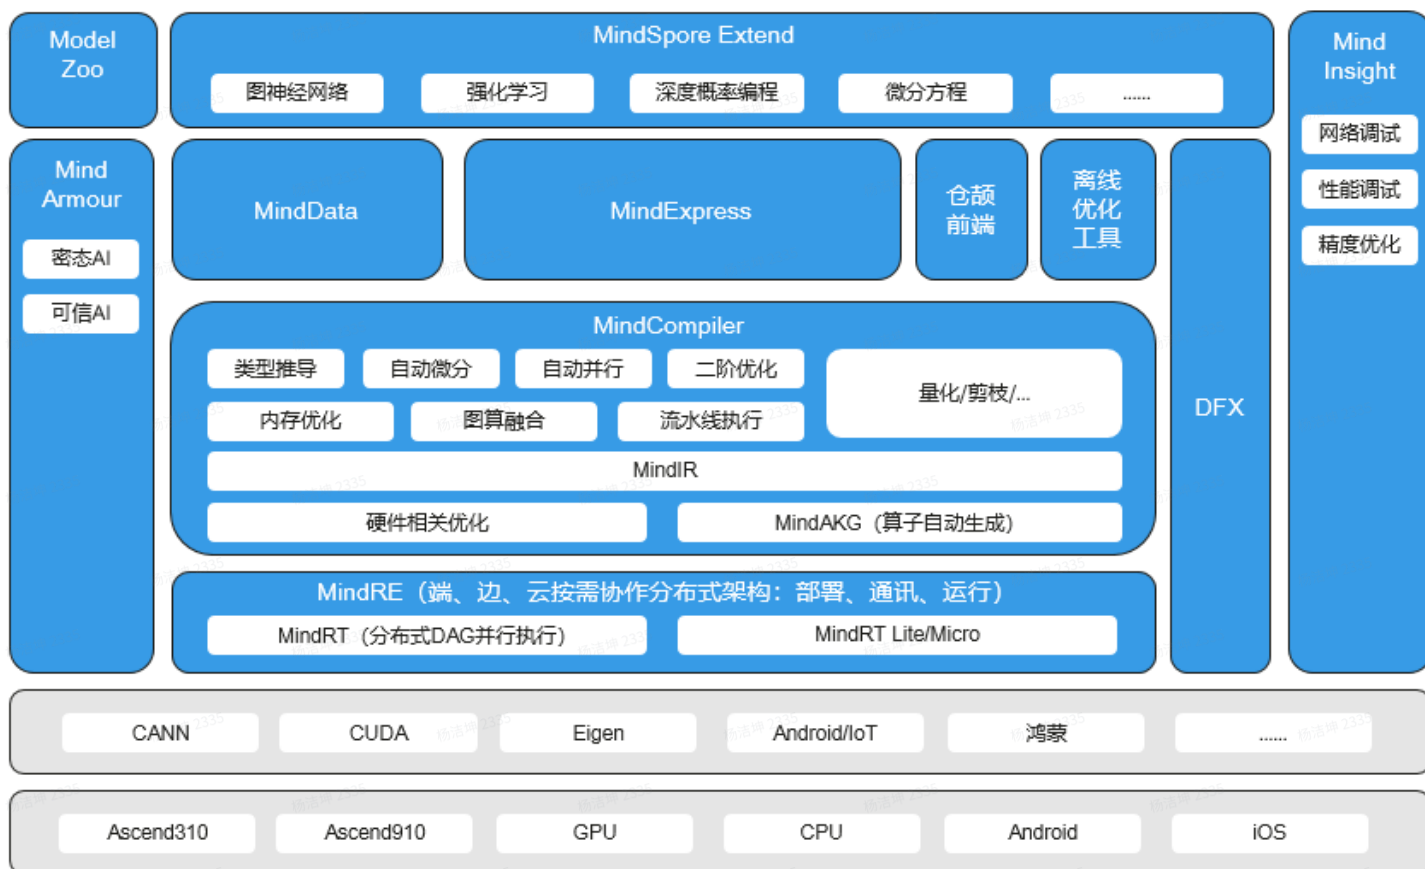 Model
Zoo
MindSpore Extend
图神经网络
强化学习
深度概率编程
微分方程
......
Mind
Insight
网络调试
性能调试
精度优化
Mind
Armour
密态AI
可信AI
MindData
MindExpress
仓颉
前端
离线
优化
工具
DFX
MindCompiler
类型推导
自动微分
自动并行
二阶优化
量化/剪枝/...
内存优化
图算融合
流水线执行
MindIR
硬件相关优化
MindAKG（算子自动生成）
MindRE（端、边、云按需协作分布式架构：部署、通讯、运行）
MindRT（分布式DAG并行执行）
MindRT Lite/Micro
CANN
CUDA
Eigen
Android/IoT
鸿蒙
......
Ascend310
Ascend910
GPU
CPU
Android
iOS
杨洁坤 2335